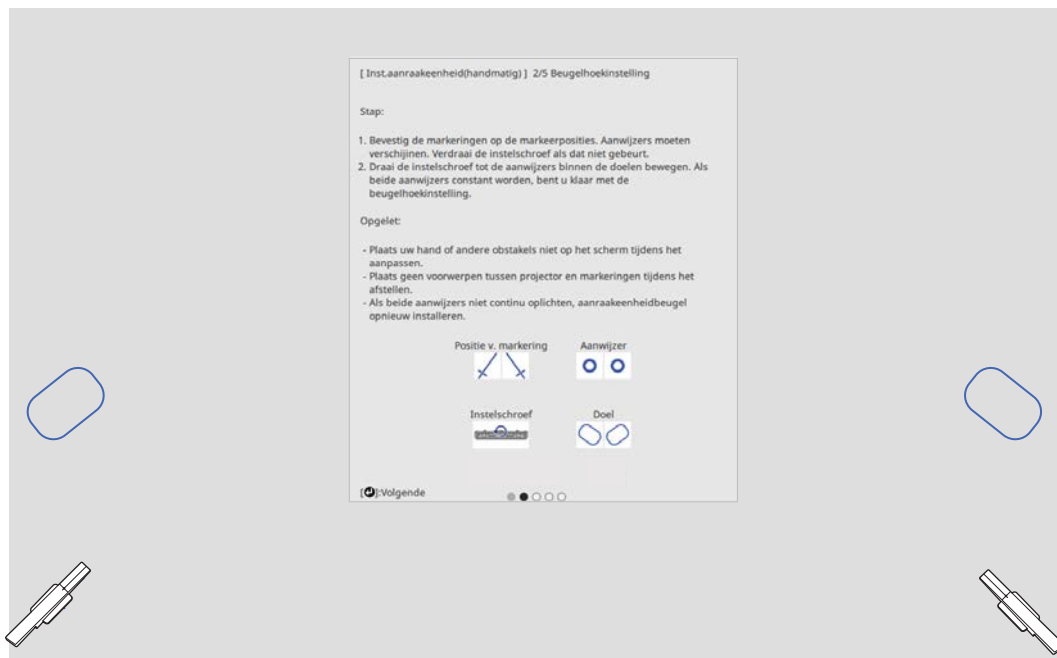 [ Inst.aanraakeenheid(handmatig) ] 2/5 Beugelhoekinstelling
Stap:
1. Bevestig de markeringen op de markeerposities. Aanwijzers moeten
verschijinen. Verdraai de instelschroef als dat niet gebeurt.
2. Draai de instelschroef tot de aanwijzers binnen de doelen bewegen. Als
beide aanwijzers constant worden, bent u klaar met de
beugelhoekinstelling.
Opgelet:
- Plaats uw hand of andere obstakels niet op het scherm tijdens het
aanpassen.
- Plaats geen voorwerpen tussen projector en markeringen tijdens het
afstellen.
- Als beide aanwijzers niet continu oplichten, aanraakeenheidbeugel
opnieuw installeren.
Positie v. markering Aanwijzer
Instelschroef Doel
[ ]:Volgende